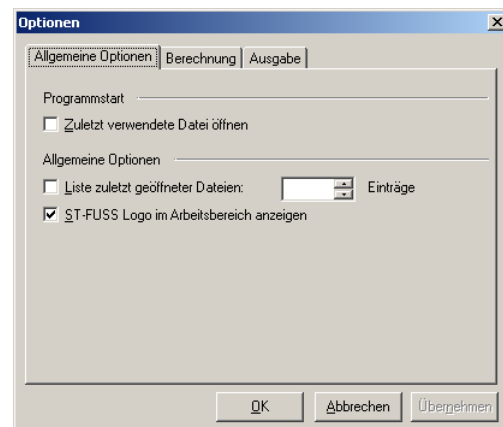 Optionen
Allgemeine Optionen Berechnung Ausgabe
Programmstart
Zuletzt verwendete Datei öffnen
Allgemeine Optionen
Liste zuletzt geöffneter Dateien: Einträge
ST-FUSS Logo im Arbeitsbereich anzeigen
OK Abbrechen Übernehmen